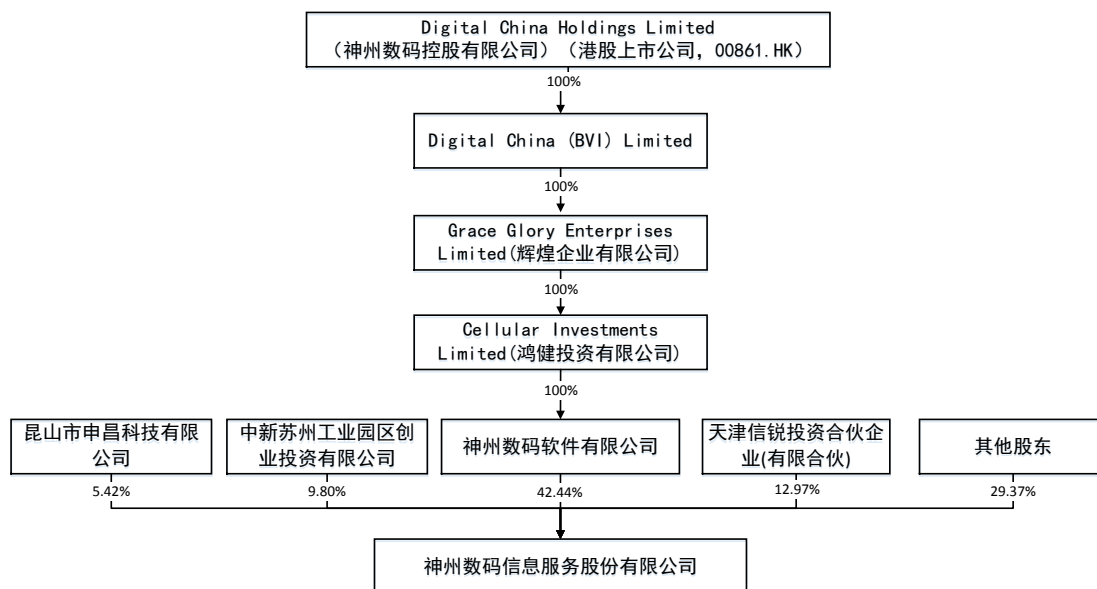 Digital China Holdings Limited
（神州数码控股有限公司）（港股上市公司，00861.HK）
100%
Digital China (BVI) Limited
100%
Grace Glory Enterprises
Limited(辉煌企业有限公司)
100%
Cellular Investments
Limited(鸿健投资有限公司)
100%
昆山市申昌科技有限
公司
中新苏州工业园区创
业投资有限公司
神州数码软件有限公司
天津信锐投资合伙企
业(有限合伙)
其他股东
5.42%
9.80%
42.44%
12.97%
29.37%
神州数码信息服务股份有限公司